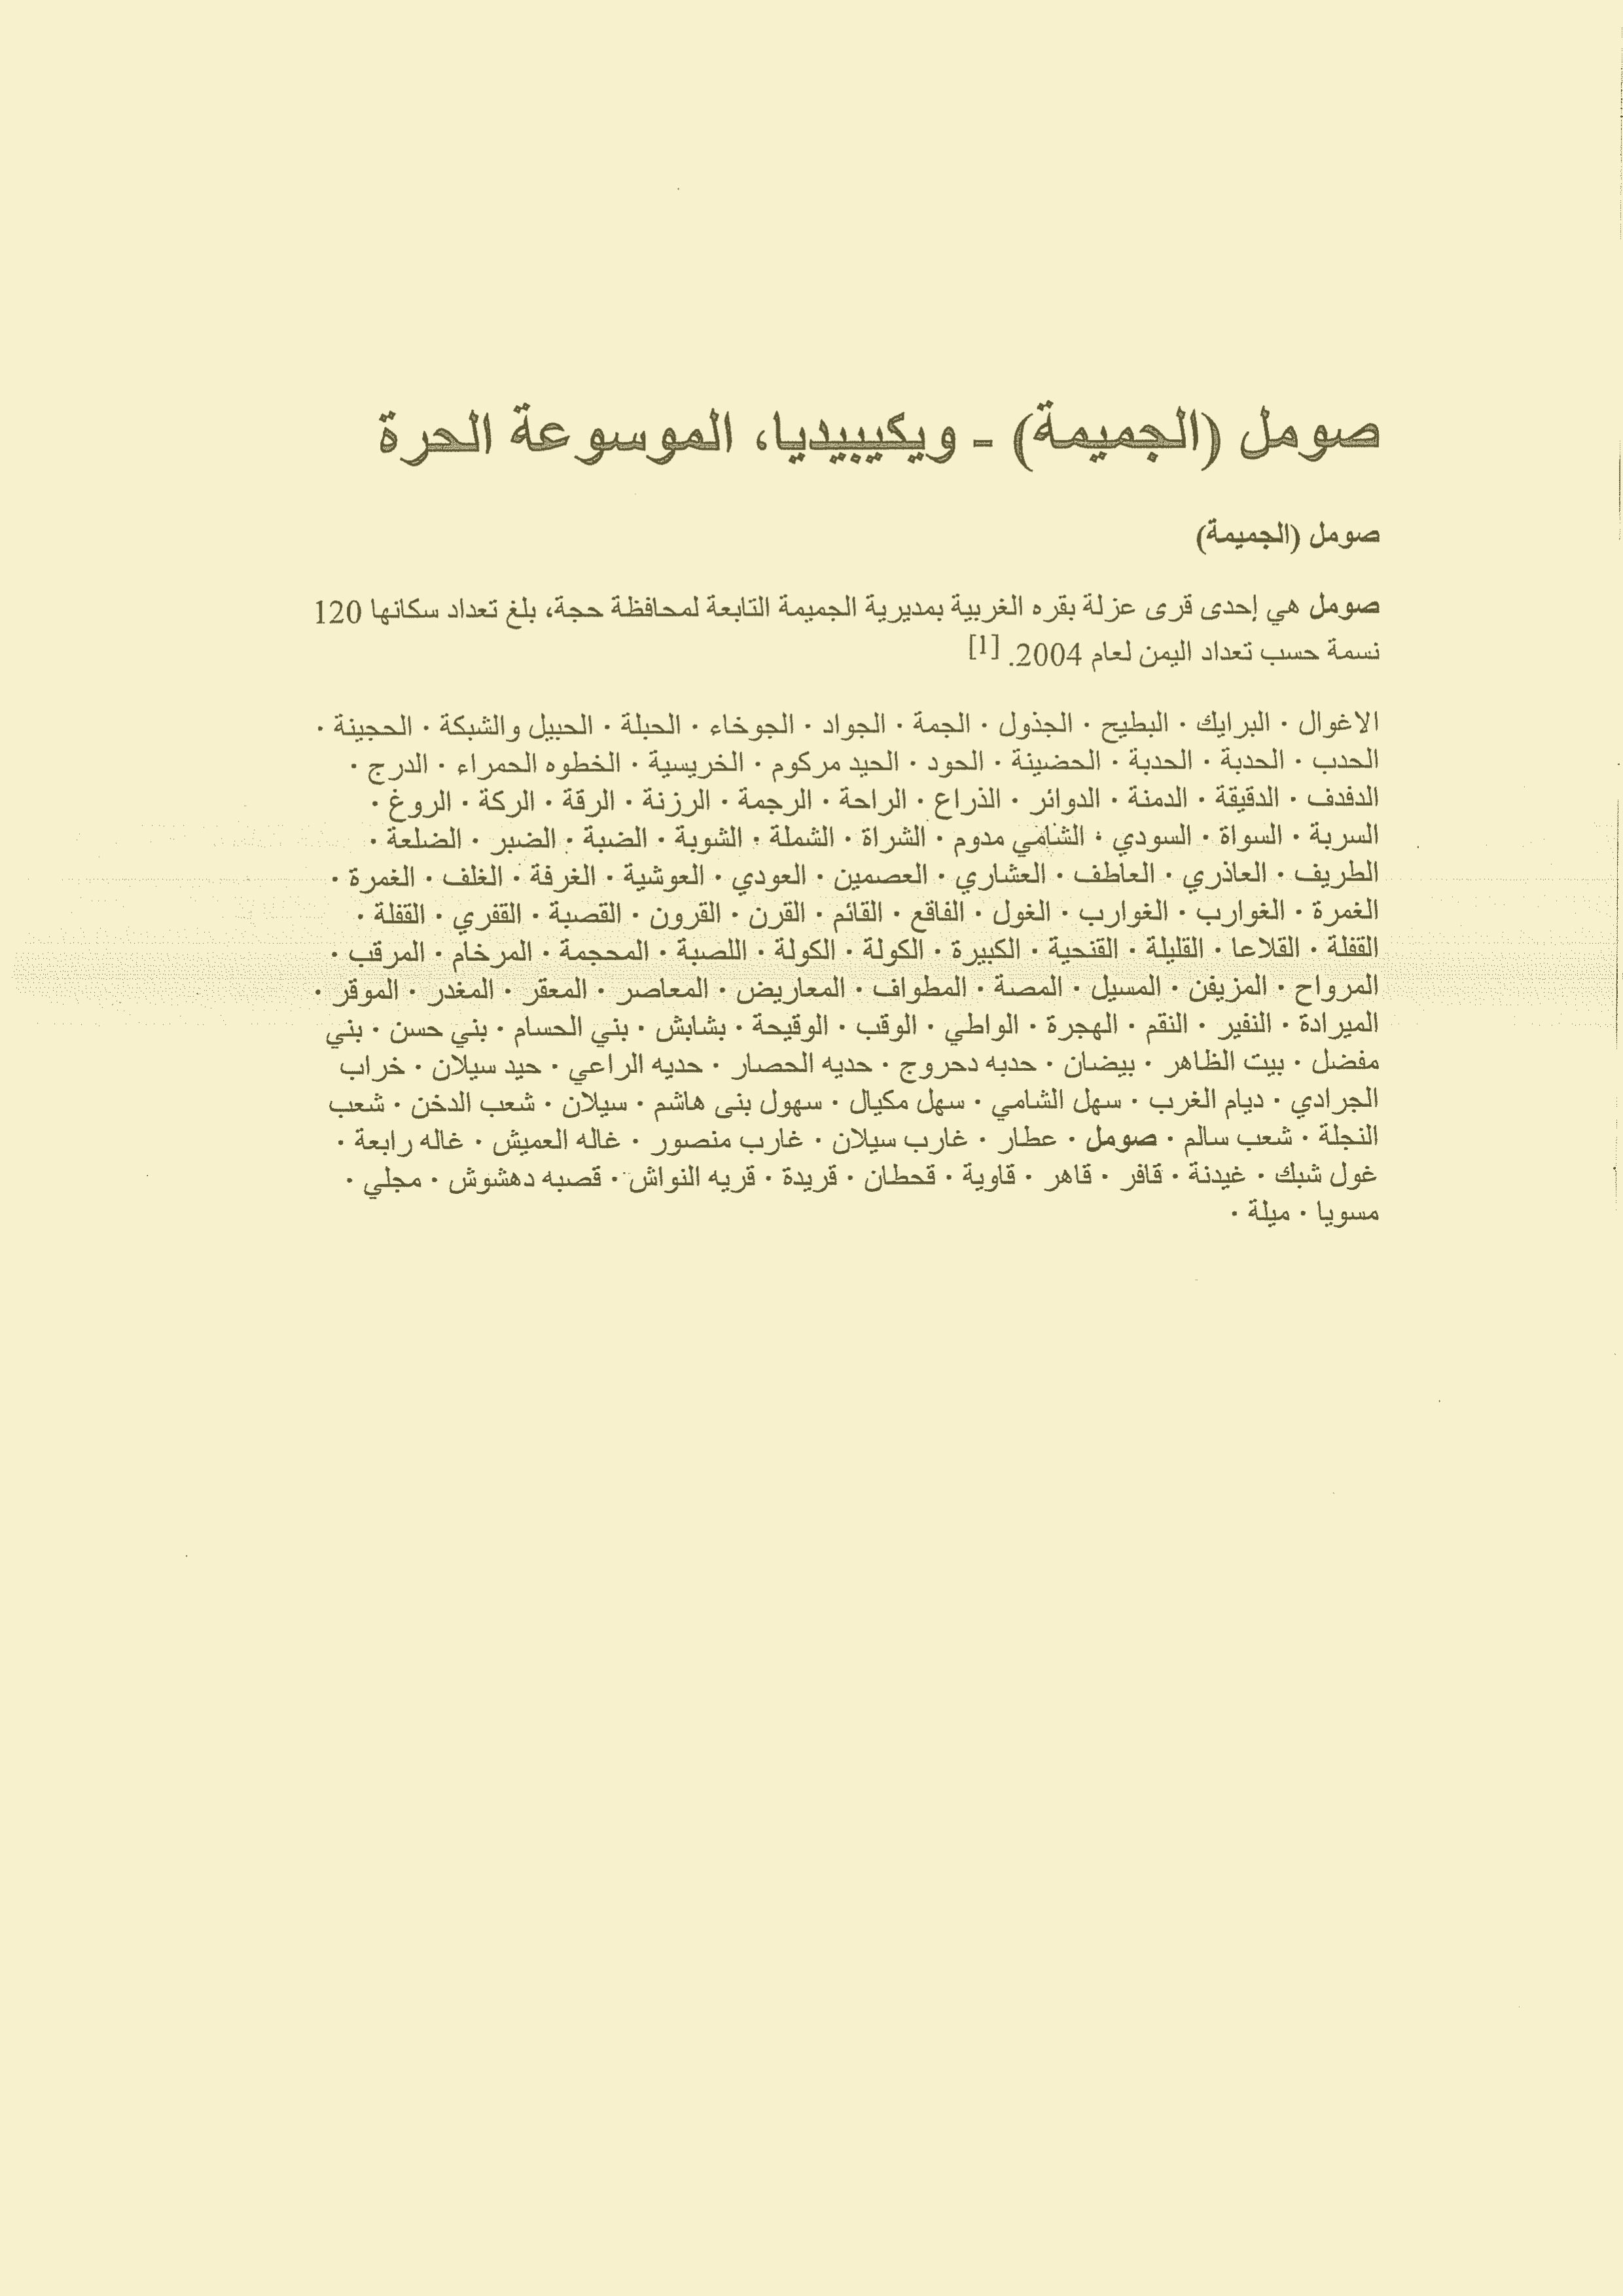 صومل (الجميمة) - ويكيبيديا، الموسوعة الحرة
صومل (الجميمة)
صومل هي إحدى قرى عزلة بقره الغربية بمديرية الجميمة التابعة لمحافظة حجة، بلغ تعداد سكانها 120
نسمة حسب تعداد اليمن لعام 2004. [1]
الاغوال · البرايك · البطيح · الجذول · الجمة · الجواد · الجوخاء · الحبلة · الحبيل والشبكة · الحجينة ·
الحدب · الحدبة · الحدبة · الحضينة · الحود · الحيد مركوم · الخريسية · الخطوه الحمراء · الدرج ·
الدفدف · الدقيقة · الدمنة · الدوائر · الذراع · الراحة · الرجمة · الرزنة · الرقة · الركة · الروغ ·
السربة · السواة · السودي · الشامي مدوم · الشراة · الشملة · الشوبة · الضبة · الضبر · الضلعة ·
الطريف · العاذري · العاطف · العشاري · العصمين · العودي · العوشية · الغرفة · الغلف · الغمرة ·
الغمرة · الغوارب · الغوارب · الغول · الفاقع · القائم · القرن · القرون · القصبة · القفري · القفلة ·
القفلة · القلاعا · القليلة · القنحية · الكبيرة · الكولة · الكولة · اللصبة · المحجمة · المرخام · المرقب ·
المرواح · المزيفن · المسيل · المصة · المطواف · المعاريض · المعاصر · المعقر · المغدر · الموقر ·
الميرادة · النفير · النقم · الهجرة · الواطي · الوقب · الوقيحة · بشابش · بني الحسام · بني حسن · بني
مفضل · بيت الظاهر · بيضان · حدبه دحروج · حديه الحصار · حديه الراعي · حيد سيلان · خراب
الجرادي · ديام الغرب · سهل الشامي · سهل مكيال · سهول بنى هاشم · سيلان · شعب الدخن · شعب
النجلة · شعب سالم · صومل · عطار · غارب سيلان · غارب منصور · غاله العميش · غاله رابعة ·
غول شبك · غيدنة · قافر · قاهر · قاوية · قحطان · قريدة · قريه النواش · قصبه دهشوش · مجلي ·
مسويا · ميلة ·